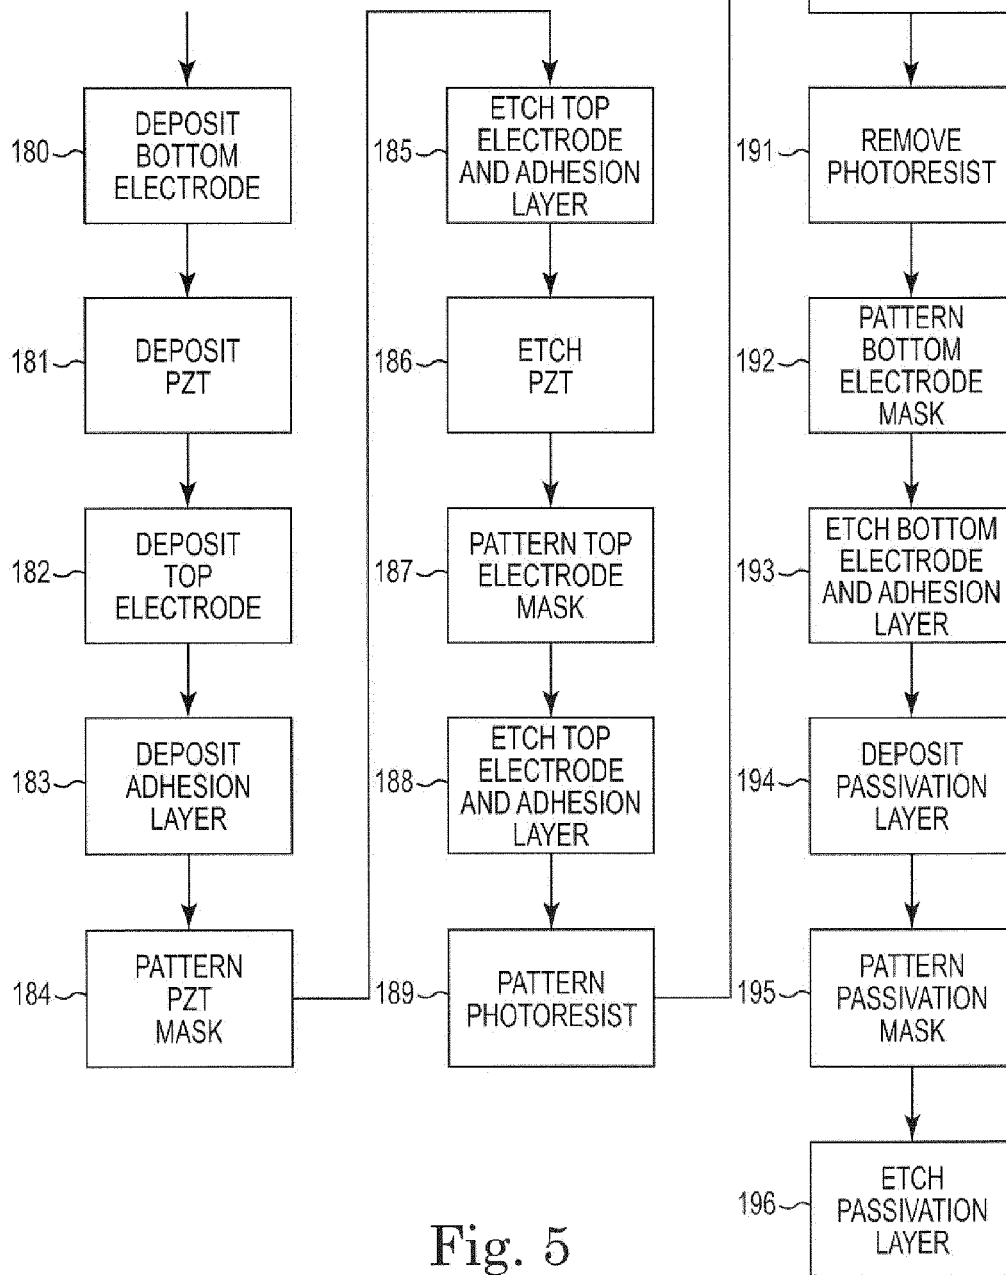 180
DEPOSIT
BOTTOM
ELECTRODE
181
DEPOSIT
PZT
182
DEPOSIT
TOP
ELECTRODE
183
DEPOSIT
ADHESION
LAYER
184
PATTERN
PZT
MASK
185
ETCH TOP
ELECTRODE
AND ADHESION
LAYER
186
ETCH
PZT
187
PATTERN TOP
ELECTRODE
MASK
188
ETCH TOP
ELECTRODE
AND ADHESION
LAYER
189
PATTERN
PHOTORESIST
191
REMOVE
PHOTORESIST
192
PATTERN
BOTTOM
ELECTRODE
MASK
193
ETCH BOTTOM
ELECTRODE
AND ADHESION
LAYER
194
DEPOSIT
PASSIVATION
LAYER
195
PATTERN
PASSIVATION
MASK
196
ETCH
PASSIVATION
LAYER
Fig. 5